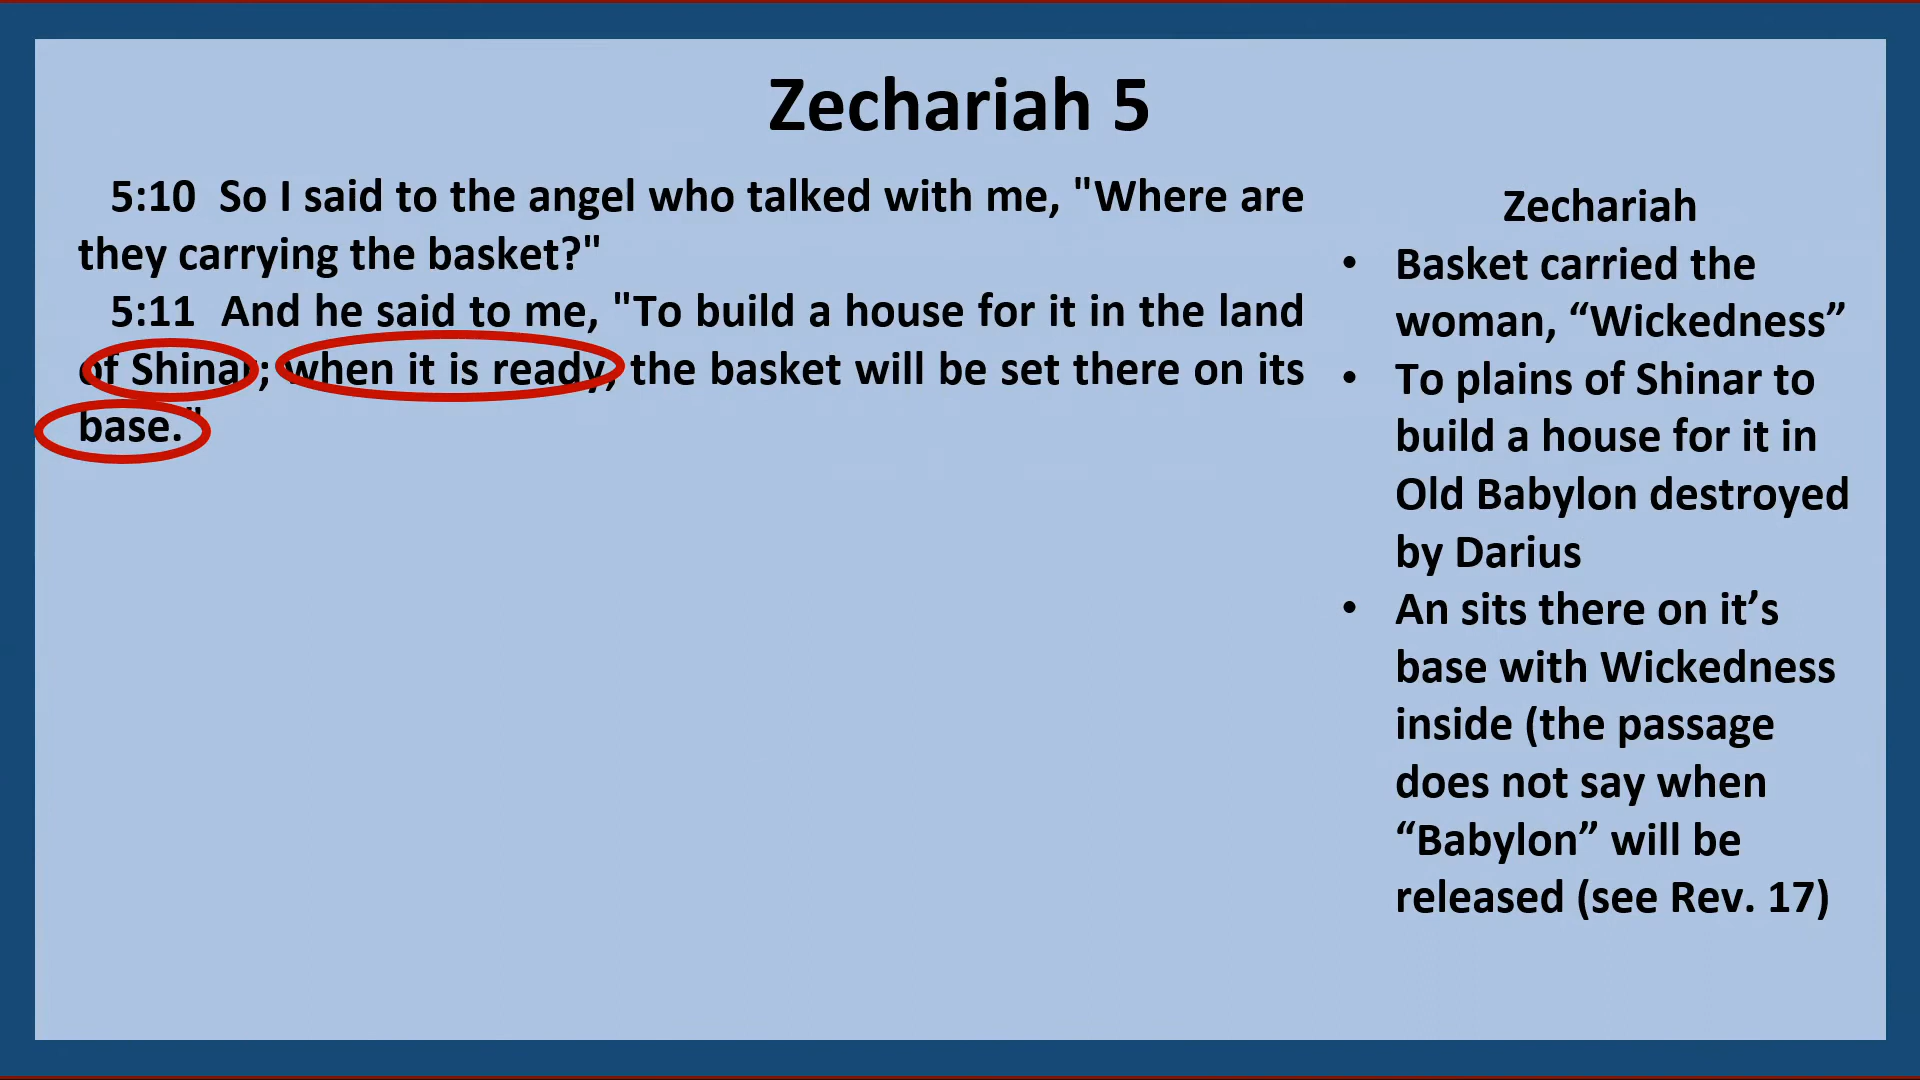 Zechariah 5
5:10 So I said to the angel who talked with me, "Where are
they carrying the basket?"
5:11 And he said to me, "To build a house for it in the land
of Shinar; when it is ready, the basket will be set there on its
base."
Zechariah
• Basket carried the
woman, “Wickedness”
• To plains of Shinar to
build a house for it in
Old Babylon destroyed
by Darius
• An sits there on it’s
base with Wickedness
inside (the passage
does not say when
“Babylon” will be
released (see Rev. 17)